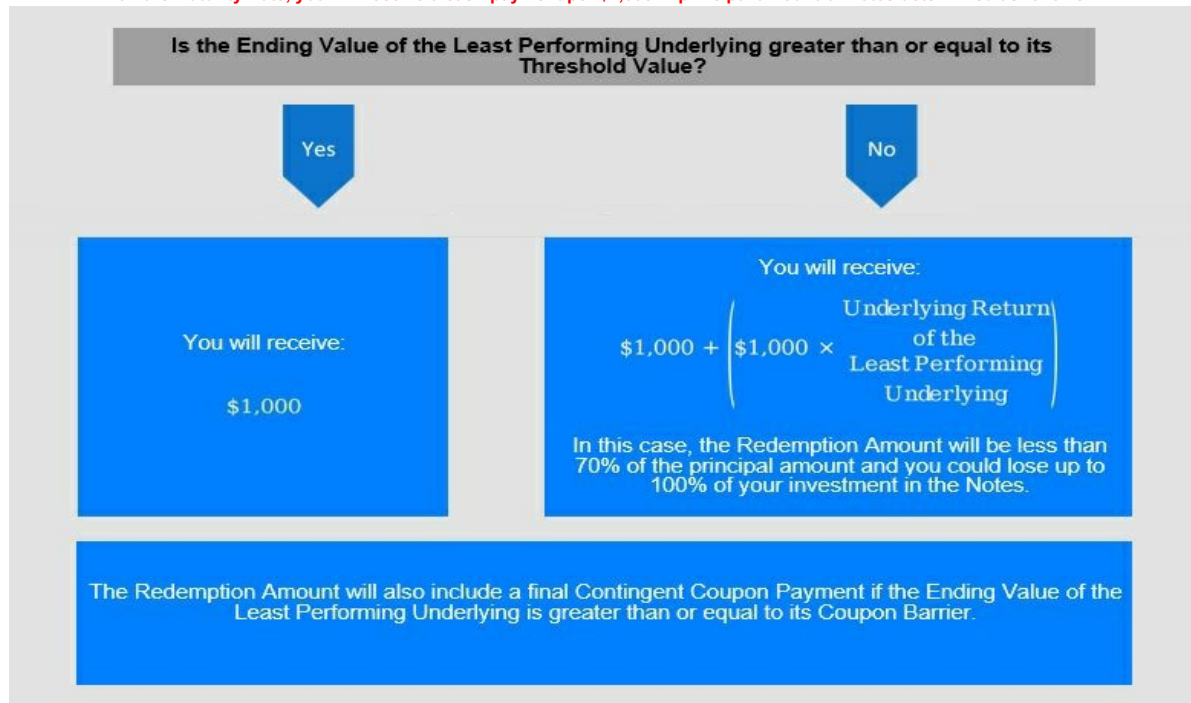 Is the Ending Value of the Least Performing Underlying greater than or equal to its
Threshold Value?
Yes
No
You will receive:
$1,000
You will receive:
$1,000 + ($1,000 × Underlying Return
of the
Least Performing
Underlying)
In this case, the Redemption Amount will be less than
70% of the principal amount and you could lose up to
100% of your investment in the Notes.
The Redemption Amount will also include a final Contingent Coupon Payment if the Ending Value of the
Least Performing Underlying is greater than or equal to its Coupon Barrier.